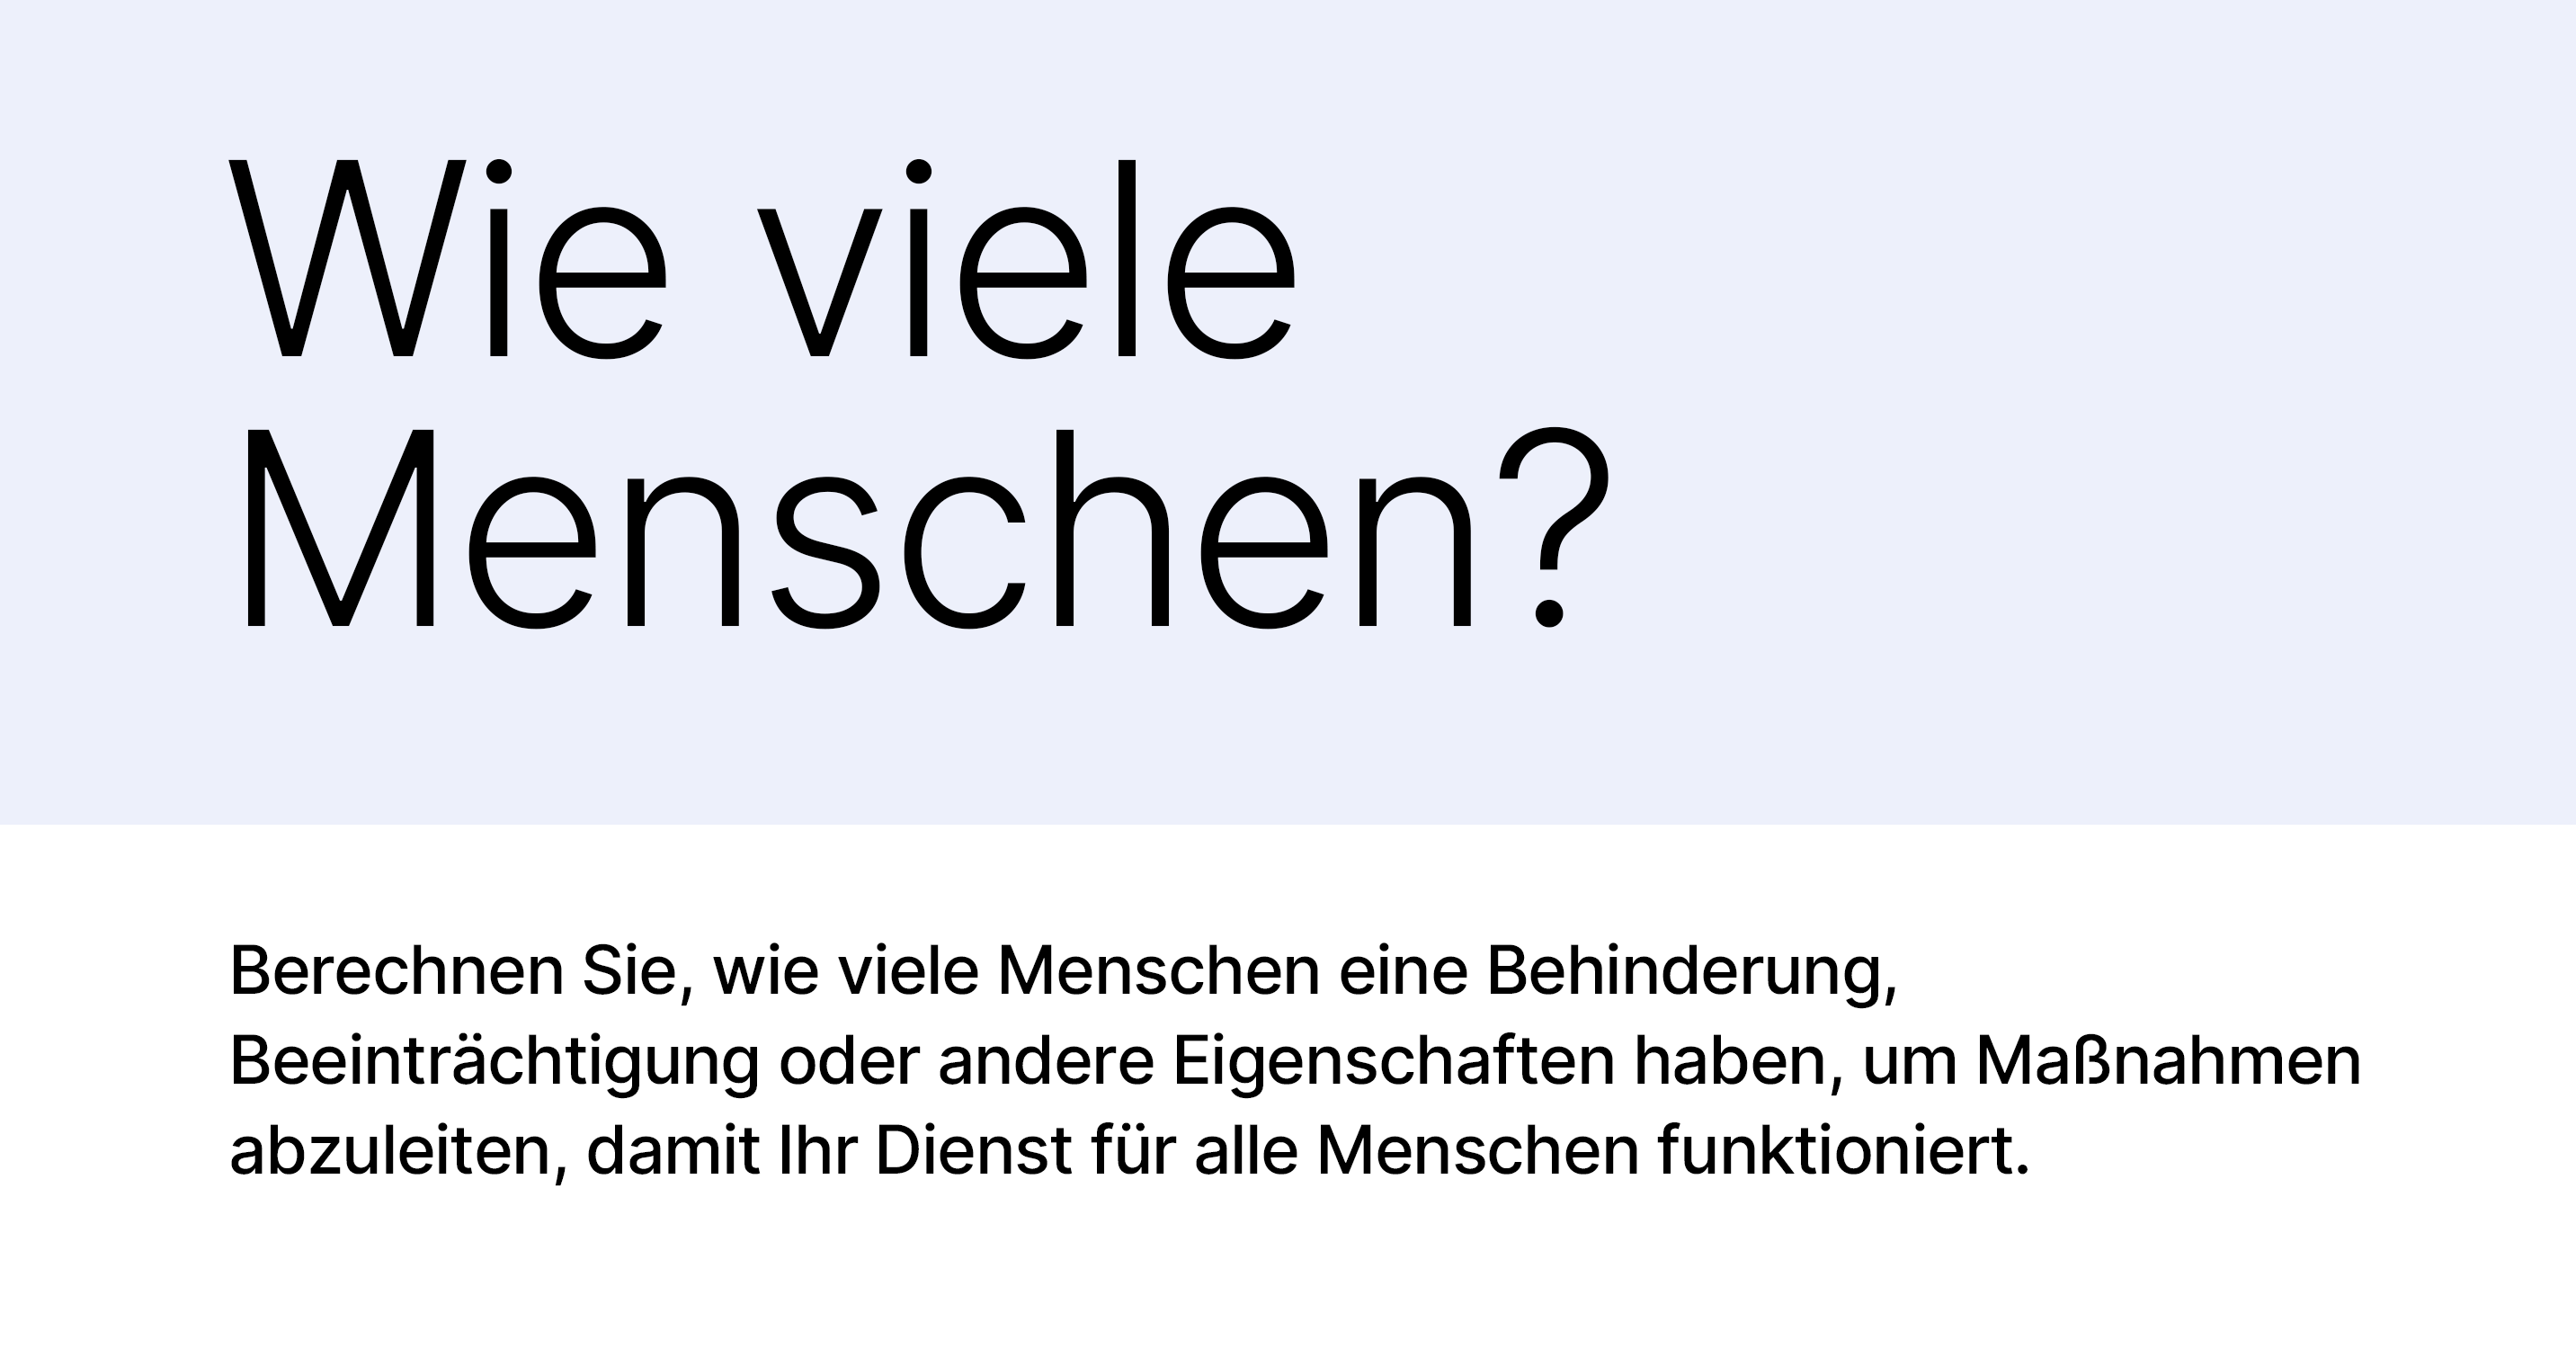 Wie viele
Menschen?
Berechnen Sie, wie viele Menschen eine Behinderung,
Beeinträchtigung oder andere Eigenschaften haben, um Maßnahmen
abzuleiten, damit Ihr Dienst für alle Menschen funktioniert.